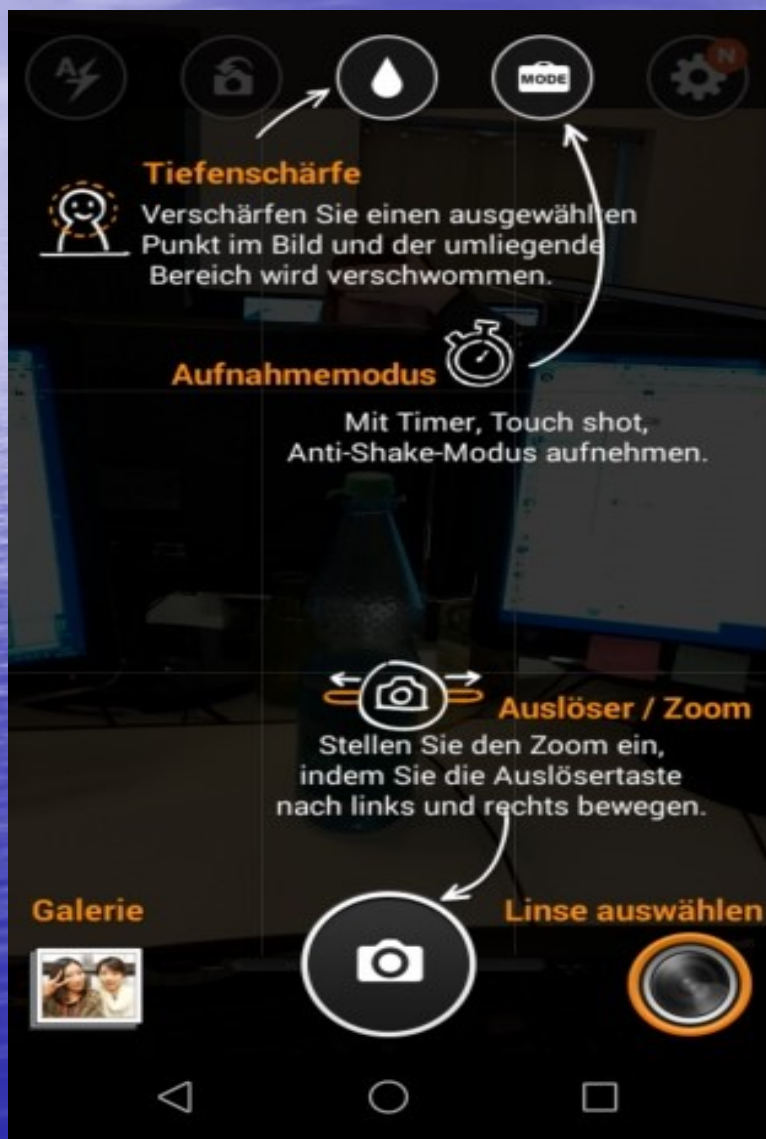 A
MODE
N
Tiefenschärfe
Verschärfen Sie einen ausgewählten
Punkt im Bild und der umliegende
Bereich wird verschwommen.
Aufnahmemodus
Mit Timer, Touch shot,
Anti-Shake-Modus aufnehmen.
Auslöser / Zoom
Stellen Sie den Zoom ein,
indem Sie die Auslösertaste
nach links und rechts bewegen.
Galerie
Linse auswählen